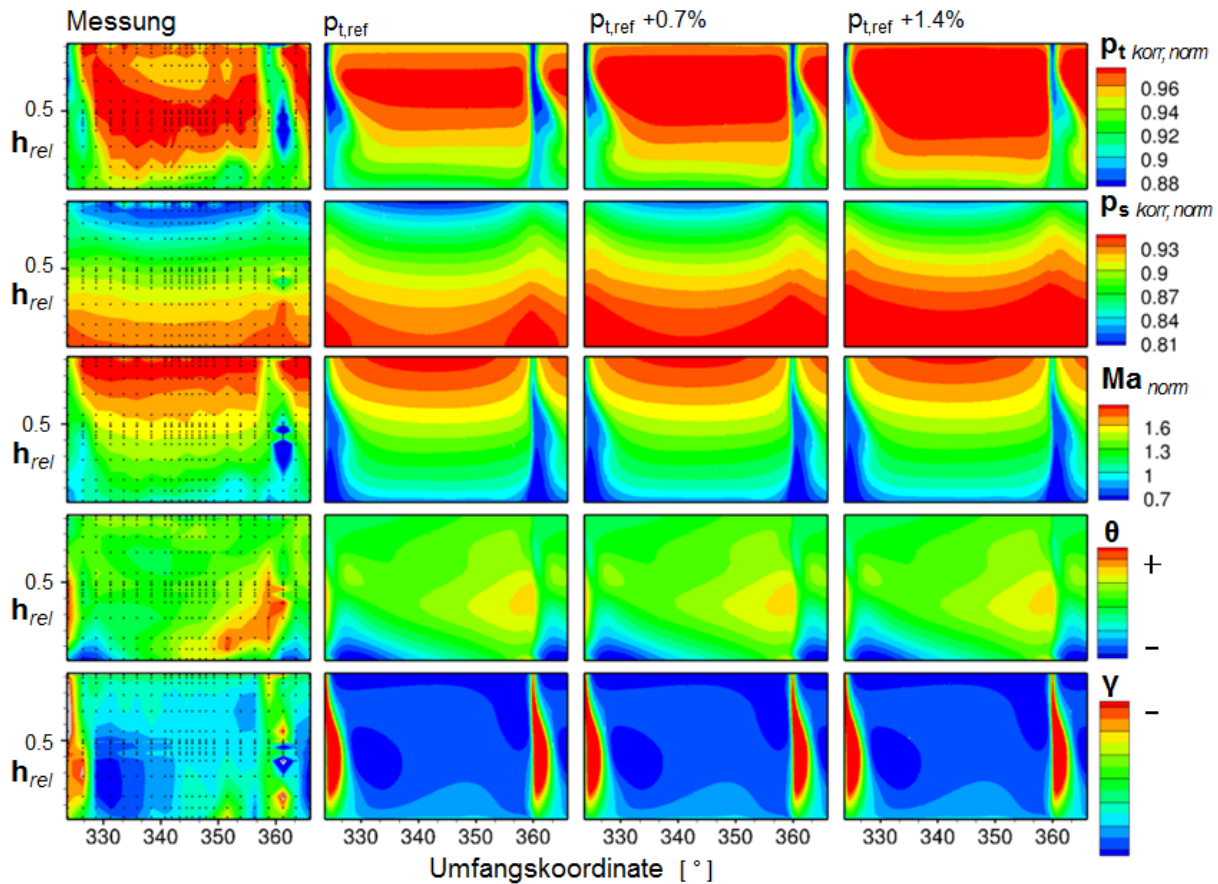 Messung p_t,ref p_t,ref +0.7% p_t,ref +1.4%
p_t korr, norm
0.5
h_rel
0.96
0.94
0.92
0.9
0.88
p_s korr, norm
0.5
h_rel
0.93
0.9
0.87
0.84
0.81
Ma norm
0.5
h_rel
1.6
1.3
1
0.7
θ
0.5
h_rel
+
−
γ
0.5
h_rel
−
330 340 350 360 330 340 350 360 330 340 350 360 330 340 350 360
Umfangskoordinate [ ° ]